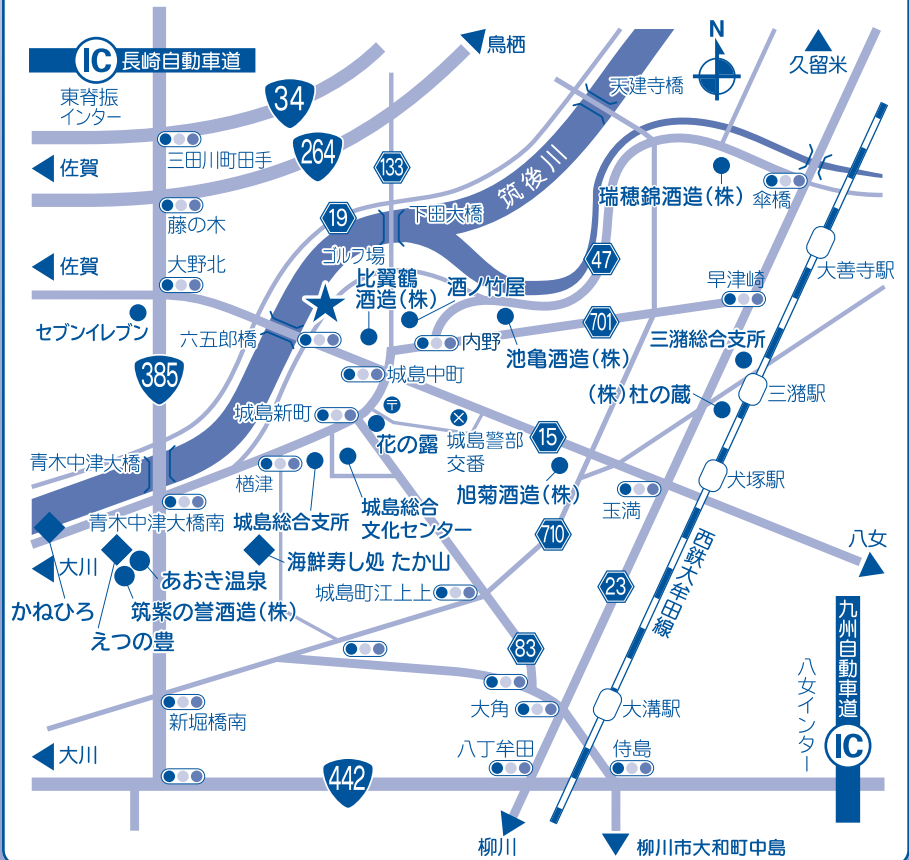 IC 長崎自動車道
東脊振
インター
34
264
鳥栖
N
久留米
天建寺橋
佐賀
三田川町田手
133
筑後川
瑞穂錦酒造(株)
傘橋
藤の木
19
下田大橋
佐賀
大野北
ゴルフ場
47
大善寺駅
比翼鶴
酒造(株)
酒ノ竹屋
早津崎
セブンイレブン
六五郎橋
内野
701
池亀酒造(株)
三潴総合支所
385
城島中町
(株)杜の蔵
三潴駅
城島新町
〒
花の露
城島警部
交番
15
青木中津大橋
楢津
旭菊酒造(株)
犬塚駅
玉満
青木中津大橋南
城島総合支所
城島総合
文化センター
710
西鉄大牟田線
八女
大川
海鮮寿し処 たか山
あおき温泉
城島町江上上
23
かねひろ
筑紫の誉酒造(株)
えつの豊
83
九州自動車道
IC
八女インター
新堀橋南
大角
大溝駅
大川
442
八丁牟田
侍島
柳川
柳川市大和町中島